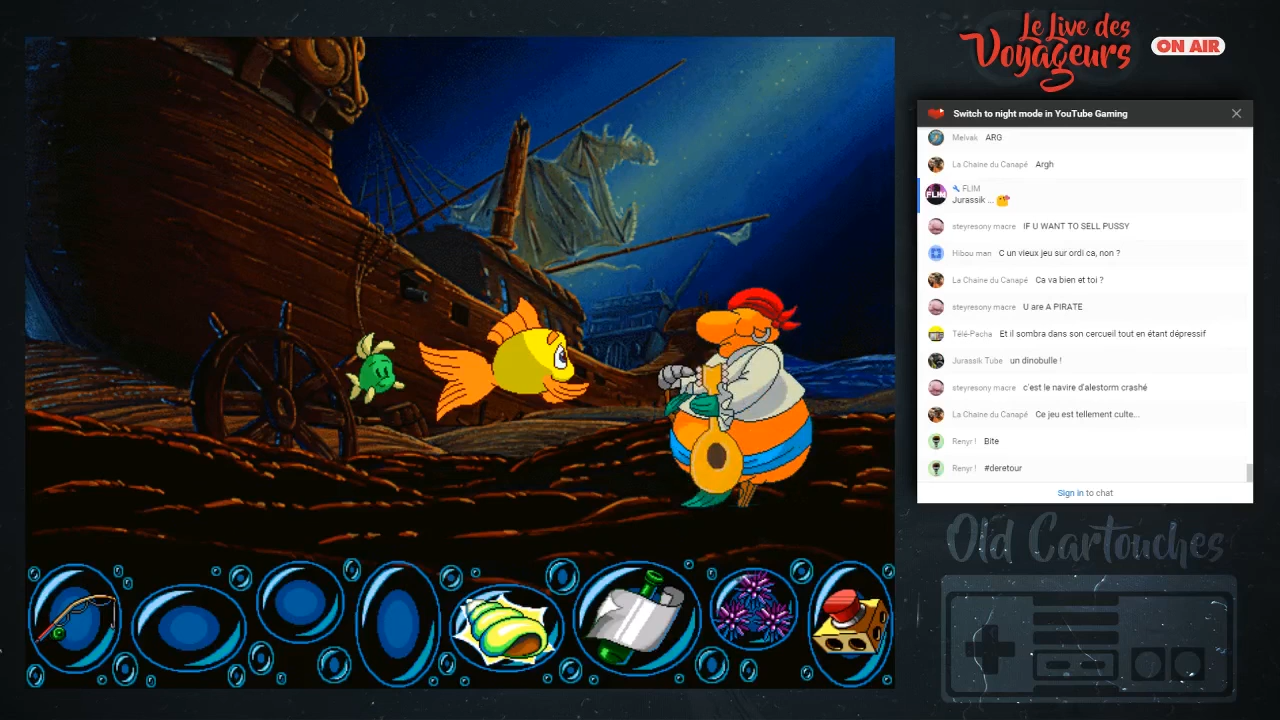 Le Live des
Voyageurs
ON AIR
Switch to night mode in YouTube Gaming
Melvak ARG
La Chaine du Canapé Argh
FLIM
FLIM
Jurassik ...
steyresony macre IF U WANT TO SELL PUSSY
Hibou man C un vieux jeu sur ordi ca, non ?
La Chaine du Canapé Ca va bien et toi ?
steyresony macre U are A PIRATE
Télé-Pacha Et il sombra dans son cercueil tout en étant dépressif
Jurassik Tube un dinobulle !
steyresony macre c'est le navire d'alestorm crashé
La Chaine du Canapé Ce jeu est tellement culte...
Renyr ! Bite
Renyr ! #deretour
Sign in to chat
Old Cartouches